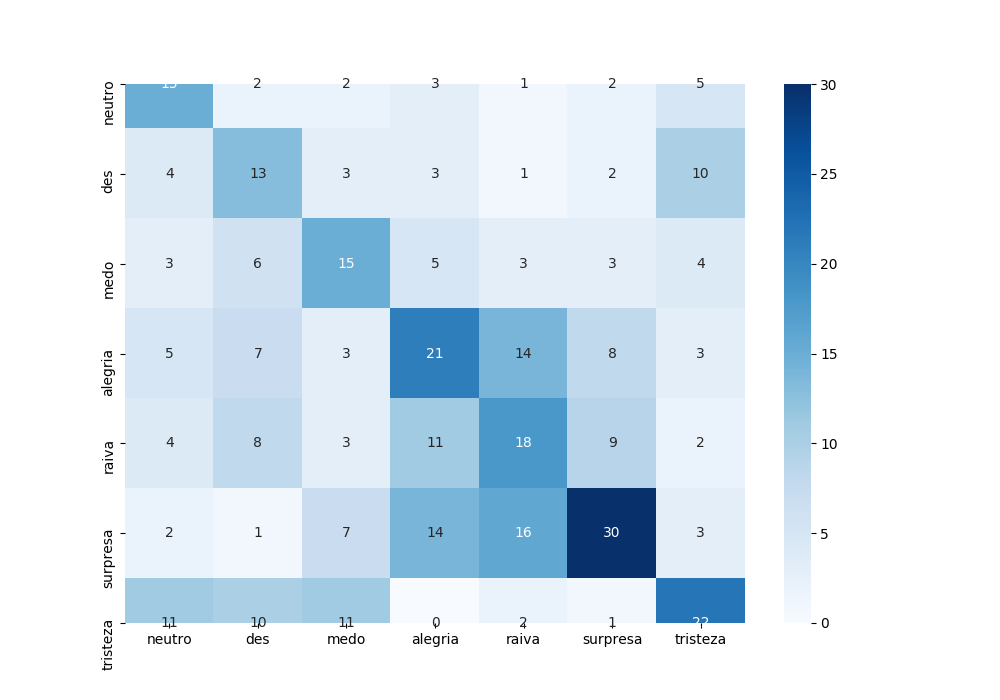 neutro 15 2 2 3 1 2 5
des 4 13 3 3 1 2 10
medo 3 6 15 5 3 3 4
alegria 5 7 3 21 14 8 3
raiva 4 8 3 11 18 9 2
surpresa 2 1 7 14 16 30 3
tristeza 11 10 11 0 2 1 22
neutro des medo alegria raiva surpresa tristeza
30
25
20
15
10
5
0